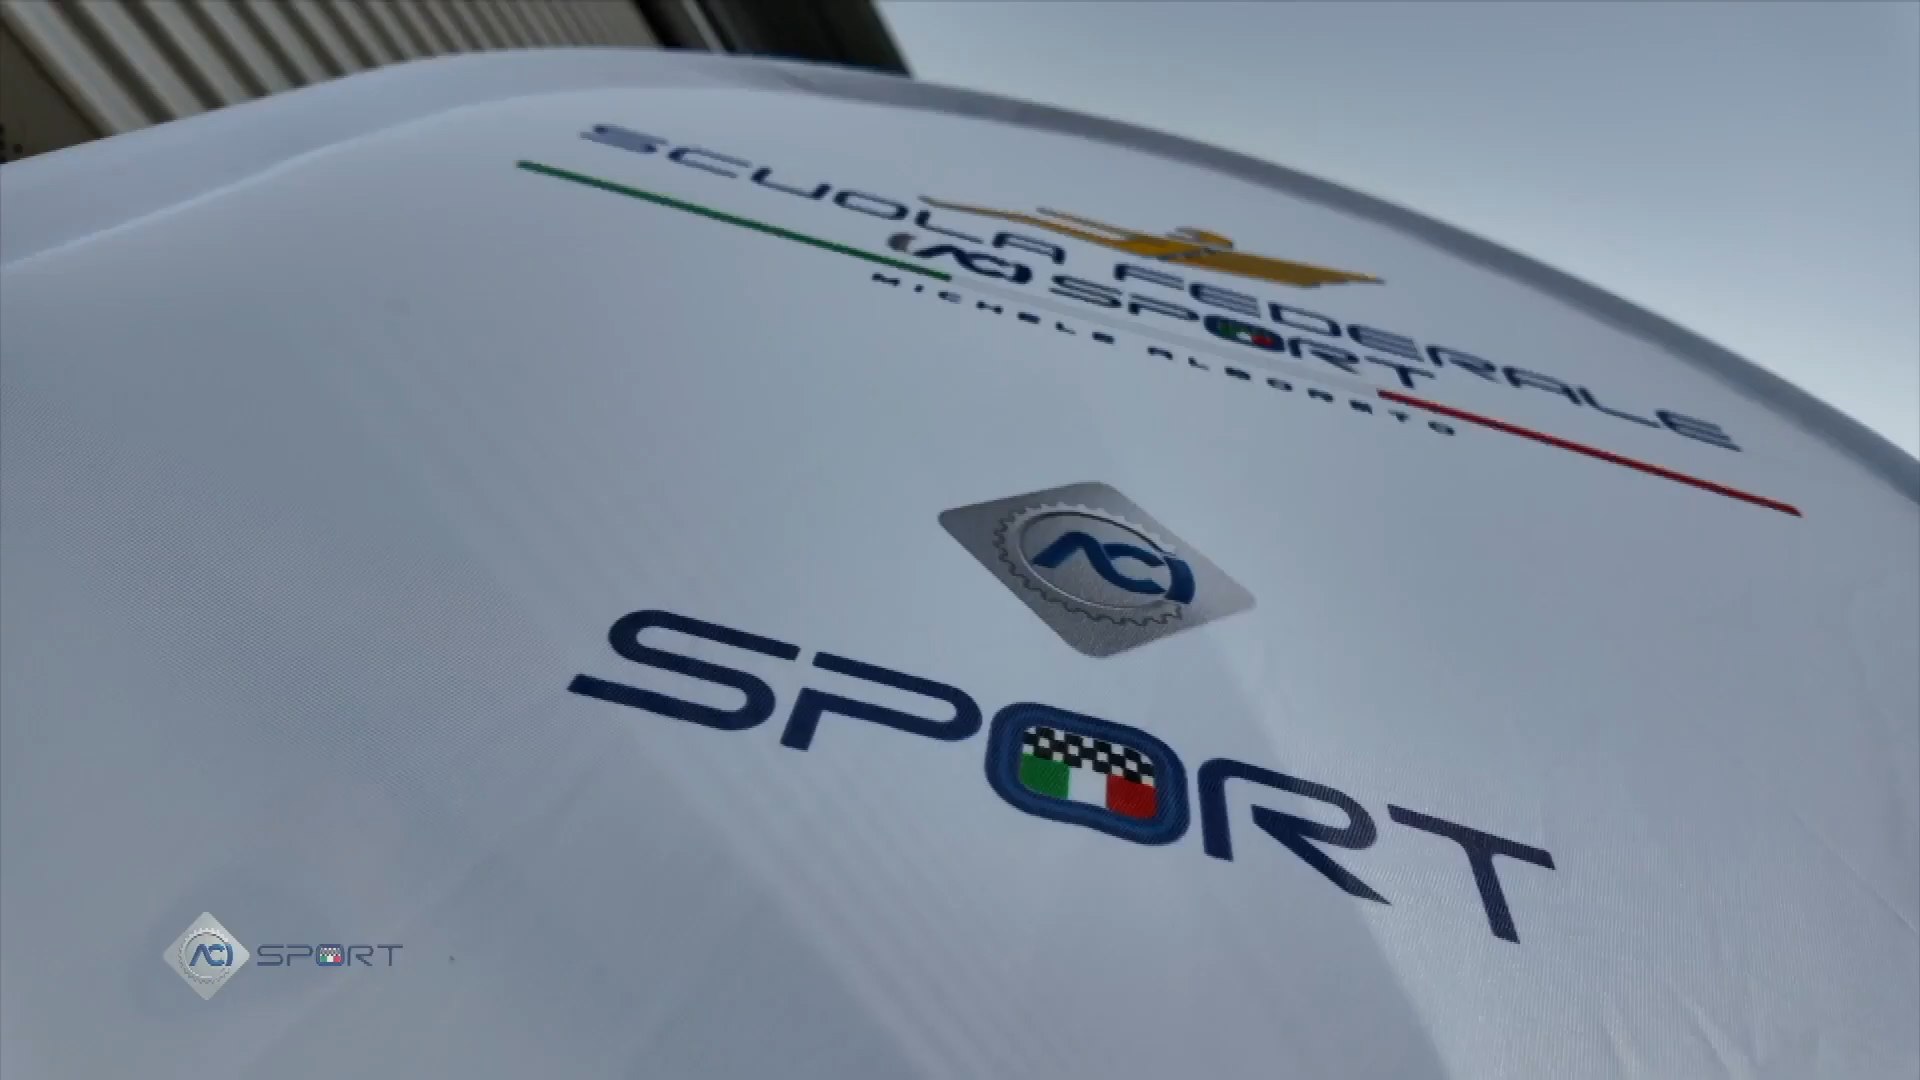 SCUOLA FEDERALE
ACI SPORT
MICHELE ALBORETO
ACI
SPORT
ACI SPORT